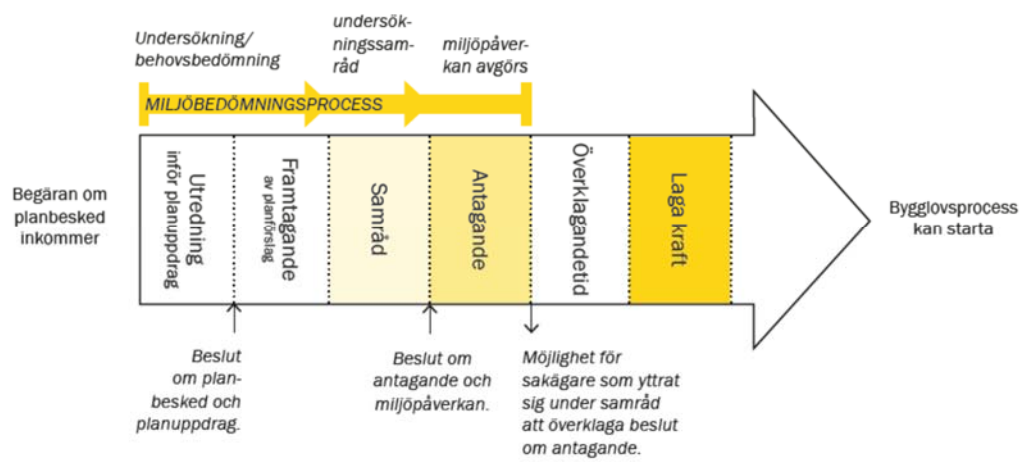 Undersökning/
behovsbedömning
undersök-
ningssam-
råd
miljöpåver-
kan avgörs
MILJÖBEDÖMNINGSPROCESS
Begäran om
planbesked
inkommer
Utredning
inför planuppdrag
Framtagande
av planförslag
Samråd
Antagande
Överklagandetid
Laga kraft
Bygglovsprocess
kan starta
Beslut
om plan-
besked och
planuppdrag.
Beslut om
antagande och
miljöpåverkan.
Möjlighet för
sakägare som yttrat
sig under samråd
att överklaga beslut
om antagande.